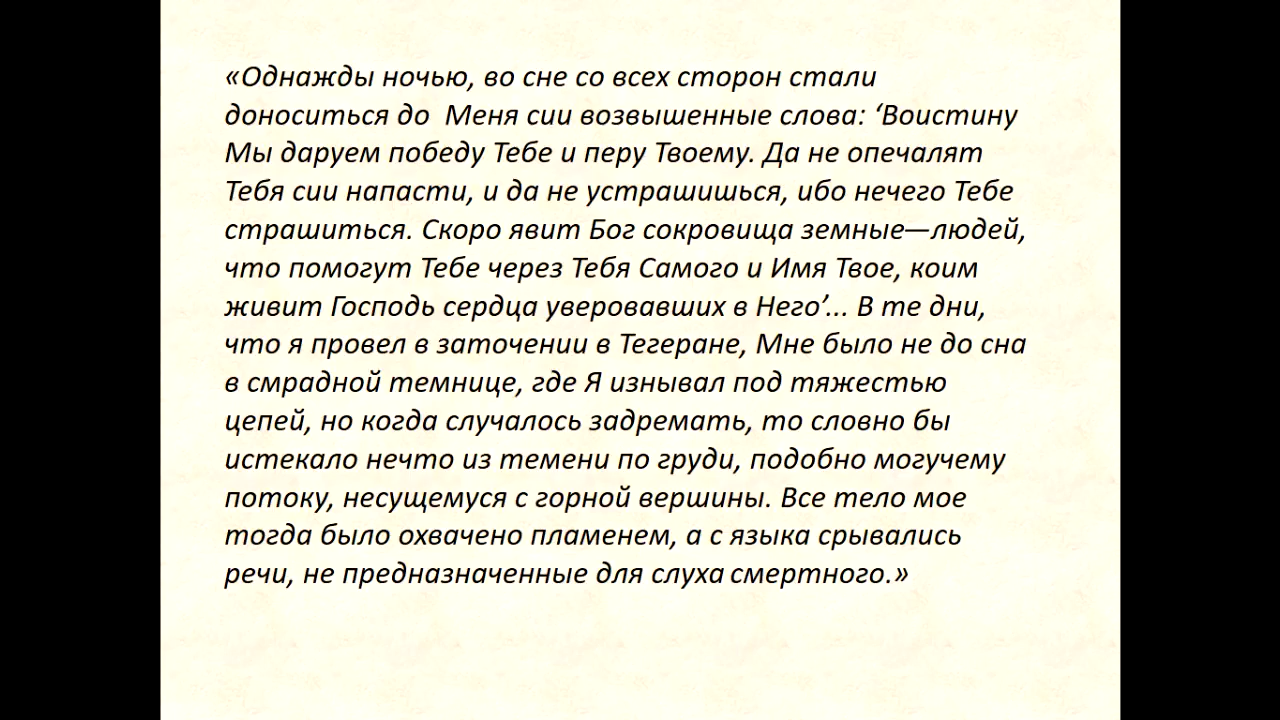 «Однажды ночью, во сне со всех сторон стали
доноситься до  Меня сии возвышенные слова: ‘Воистину
Мы даруем победу Тебе и перу Твоему. Да не опечалят
Тебя сии напасти, и да не устрашишься, ибо нечего Тебе
страшиться. Скоро явит Бог сокровища земные—людей,
что помогут Тебе через Тебя Самого и Имя Твое, коим
живит Господь сердца уверовавших в Него’... В те дни,
что я провел в заточении в Тегеране, Мне было не до сна
в смрадной темнице, где Я изнывал под тяжестью
цепей, но когда случалось задремать, то словно бы
истекало нечто из темени по груди, подобно могучему
потоку, несущемуся с горной вершины. Все тело мое
тогда было охвачено пламенем, а с языка срывались
речи, не предназначенные для слуха смертного.»